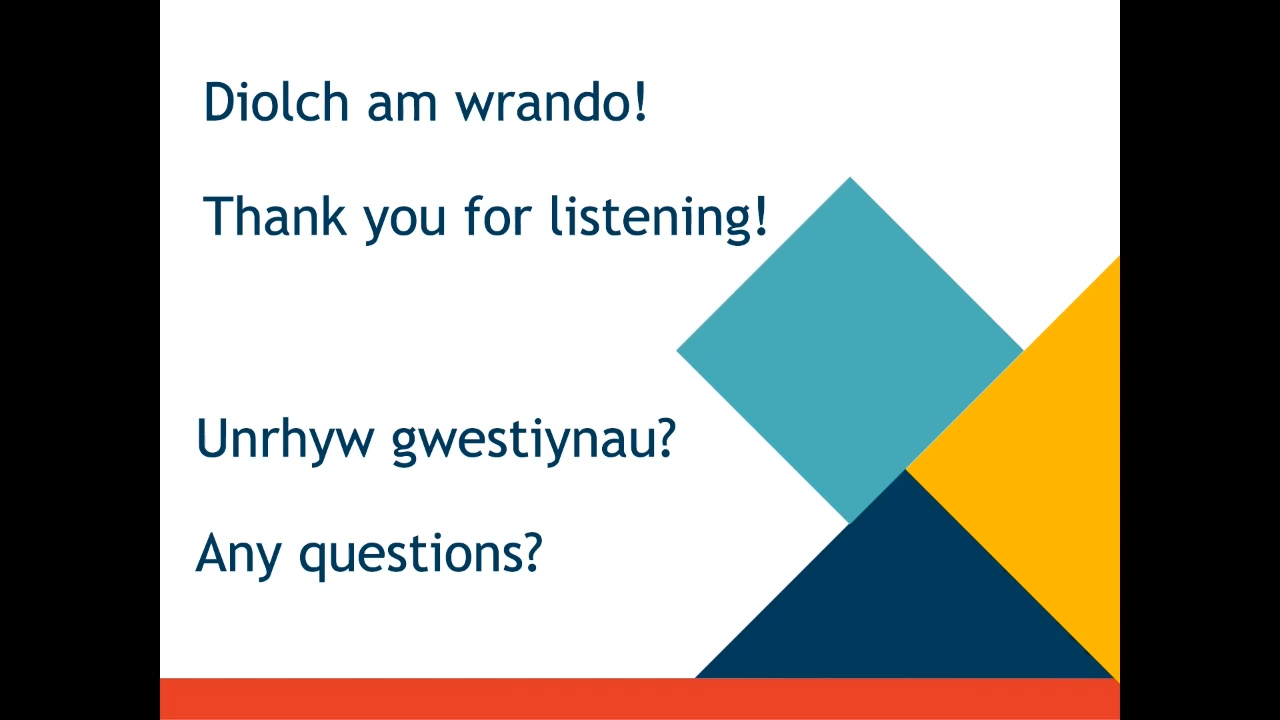 Diolch am wrando!
Thank you for listening!
Unrhyw gwestiynau?
Any questions?